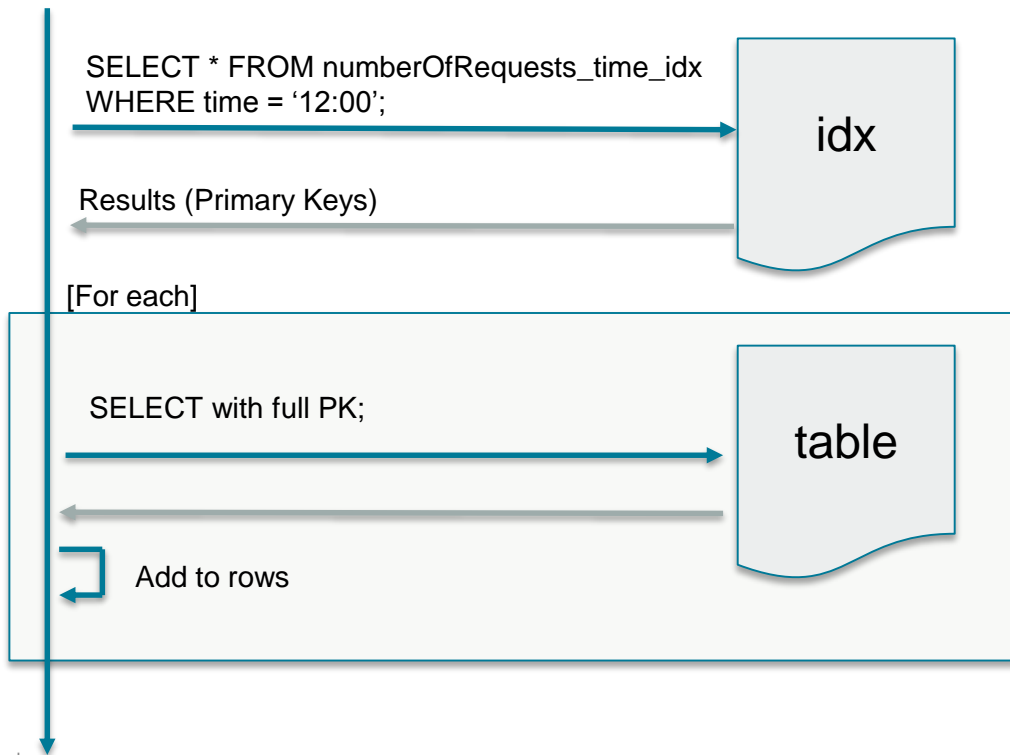 SELECT * FROM numberOfRequests_time_idx
WHERE time = ‘12:00’;
idx
Results (Primary Keys)
[For each]
SELECT with full PK;
table
Add to rows